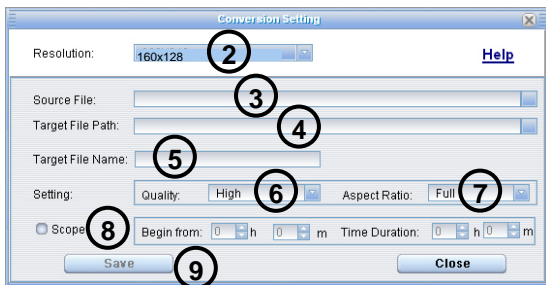 Conversion Setting
Resolution: 160x128 2 Help
Source File: 3
Target File Path: 4
Target File Name: 5
Setting: Quality: High 6 Aspect Ratio: Full 7
Scope 8 Begin from: 0 h 0 m Time Duration: 0 h 0 m
Save 9 Close